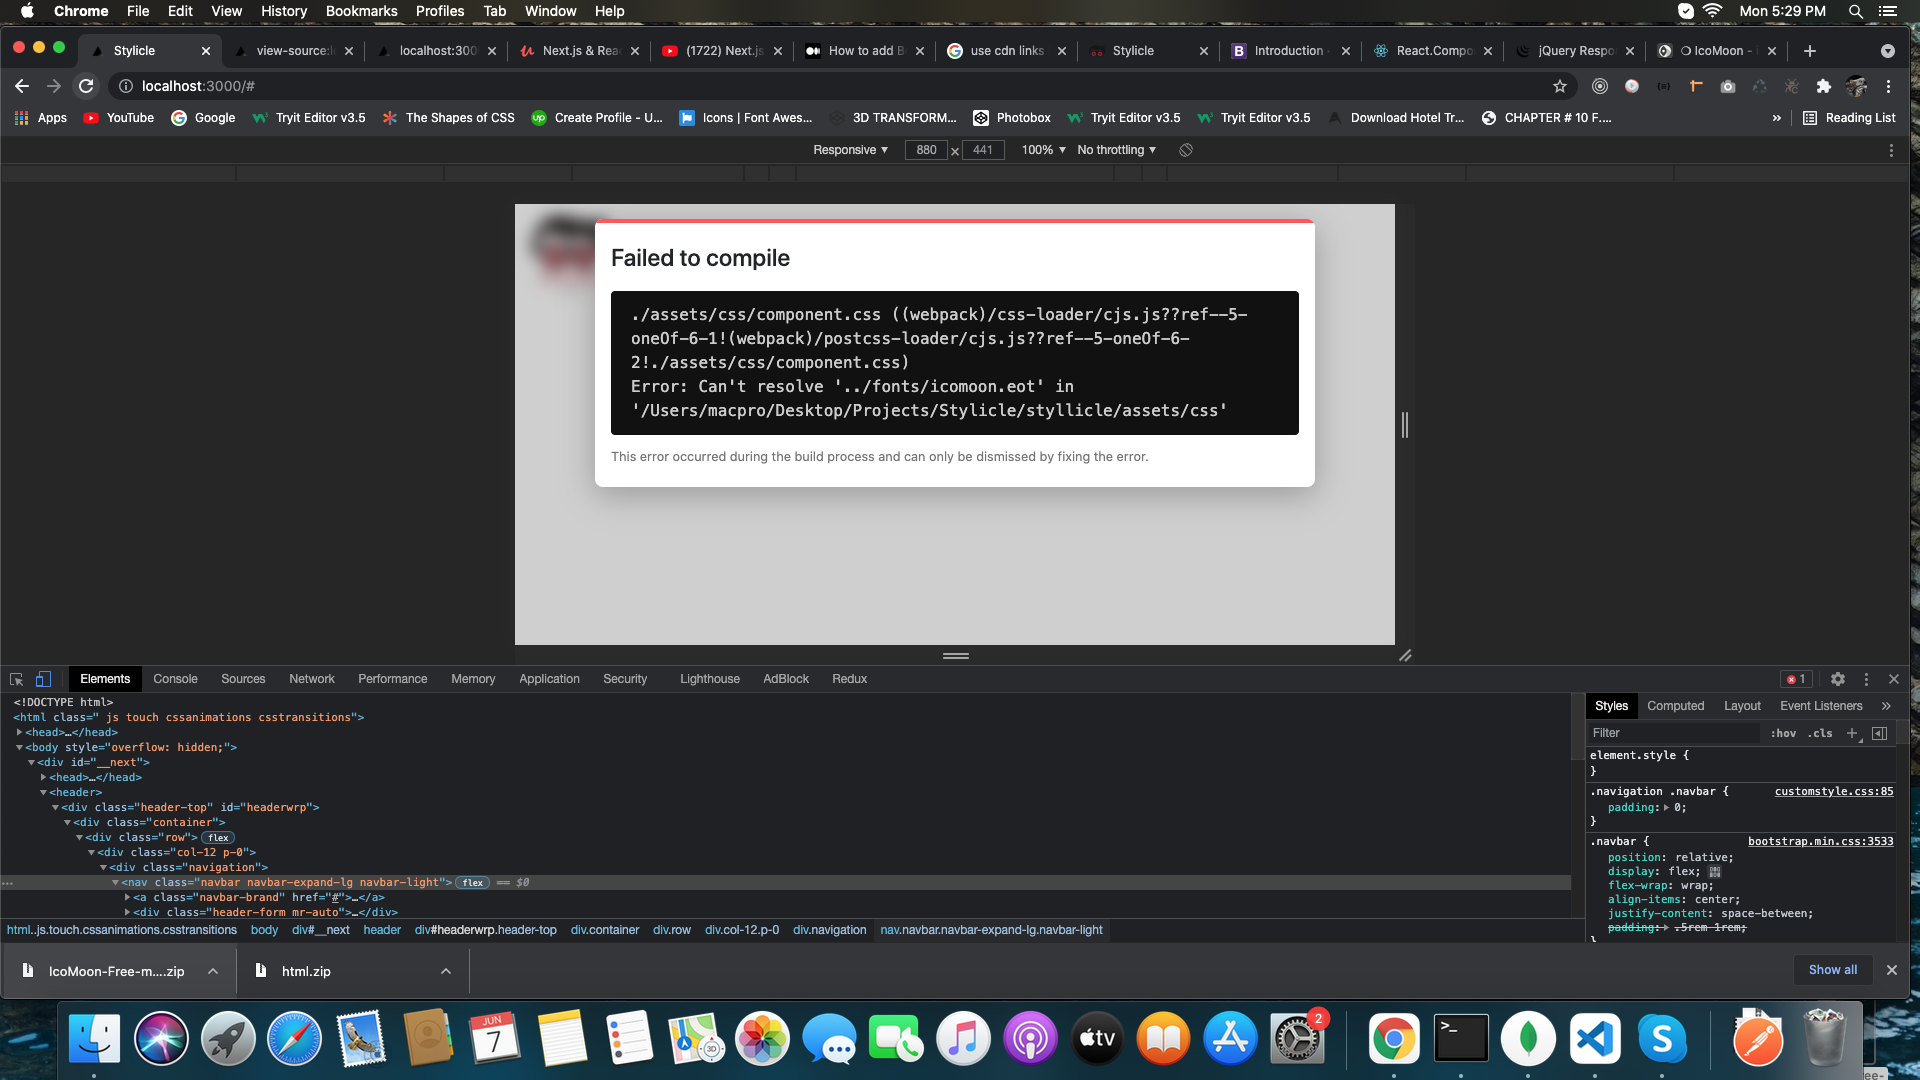 Chrome File Edit View History Bookmarks Profiles Tab Window Help Mon 5:29 PM
Stylicle view-source:l localhost:300 Next.js & Rea (1722) Next.js How to add B use cdn links Stylicle Introduction React.Compo jQuery Respo IcoMoon -
localhost:3000/#
Apps YouTube Google Tryit Editor v3.5 The Shapes of CSS Create Profile - U... Icons | Font Awes... 3D TRANSFORM... Photobox Tryit Editor v3.5 Tryit Editor v3.5 Download Hotel Tr... CHAPTER # 10 F.... » Reading List
Responsive ▼ 880 × 441 100% ▼ No throttling ▼
Failed to compile
./assets/css/component.css ((webpack)/css-loader/cjs.js??ref--5-
oneOf-6-1!(webpack)/postcss-loader/cjs.js??ref--5-oneOf-6-
2!./assets/css/component.css)
Error: Can't resolve '../fonts/icomoon.eot' in
'/Users/macpro/Desktop/Projects/Stylicle/styllicle/assets/css'
This error occurred during the build process and can only be dismissed by fixing the error.
Elements Console Sources Network Performance Memory Application Security Lighthouse AdBlock Redux 1
<!DOCTYPE html>
<html class=" js touch cssanimations csstransitions">
▶<head>…</head>
▼<body style="overflow: hidden;">
▼<div id="__next">
▶<head>…</head>
▼<header>
▼<div class="header-top" id="headerwrp">
▼<div class="container">
▼<div class="row"> flex
▼<div class="col-12 p-0">
▼<div class="navigation">
▼<nav class="navbar navbar-expand-lg navbar-light"> flex == $0
▶<a class="navbar-brand" href="#">…</a>
▶<div class="header-form mr-auto">…</div>
html..js.touch.cssanimations.csstransitions body div#__next header div#headerwrp.header-top div.container div.row div.col-12.p-0 div.navigation nav.navbar.navbar-expand-lg.navbar-light
Styles Computed Layout Event Listeners »
Filter :hov .cls +
element.style {
}
.navigation .navbar { customstyle.css:85
padding:▶ 0;
}
.navbar { bootstrap.min.css:3533
position: relative;
display: flex;
flex-wrap: wrap;
align-items: center;
justify-content: space-between;
padding:▶ .5rem 1rem;
}
IcoMoon-Free-m....zip html.zip Show all
JUN
7
3D
tv
2
ee-